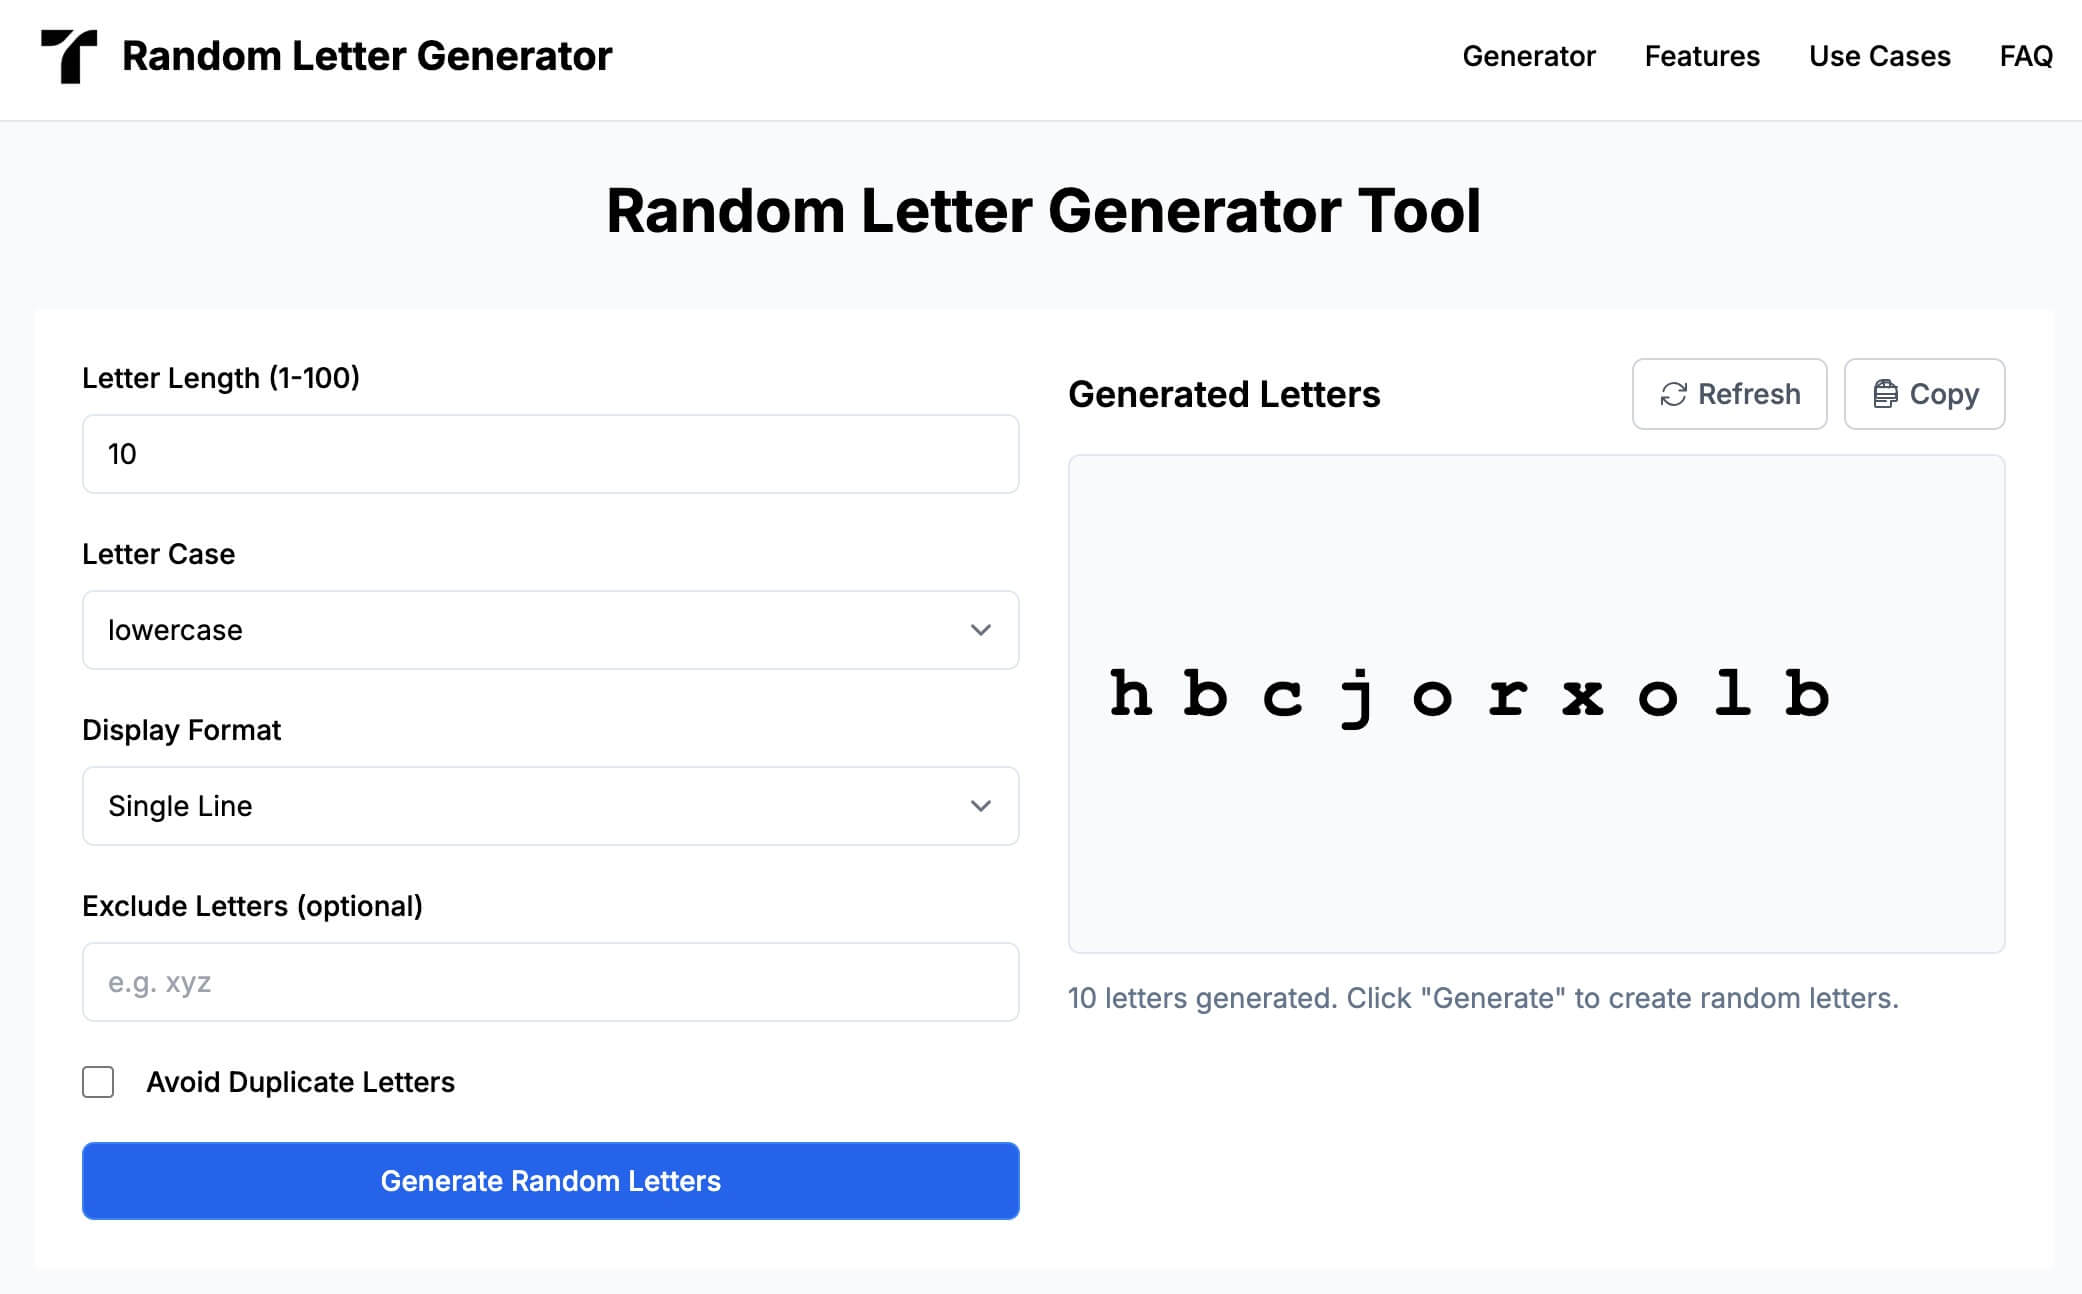 Random Letter Generator
Generator Features Use Cases FAQ
Random Letter Generator Tool
Letter Length (1-100)
10
Letter Case
lowercase
Display Format
Single Line
Exclude Letters (optional)
e.g. xyz
Avoid Duplicate Letters
Generate Random Letters
Generated Letters
Refresh Copy
h b c j o r x o l b
10 letters generated. Click "Generate" to create random letters.